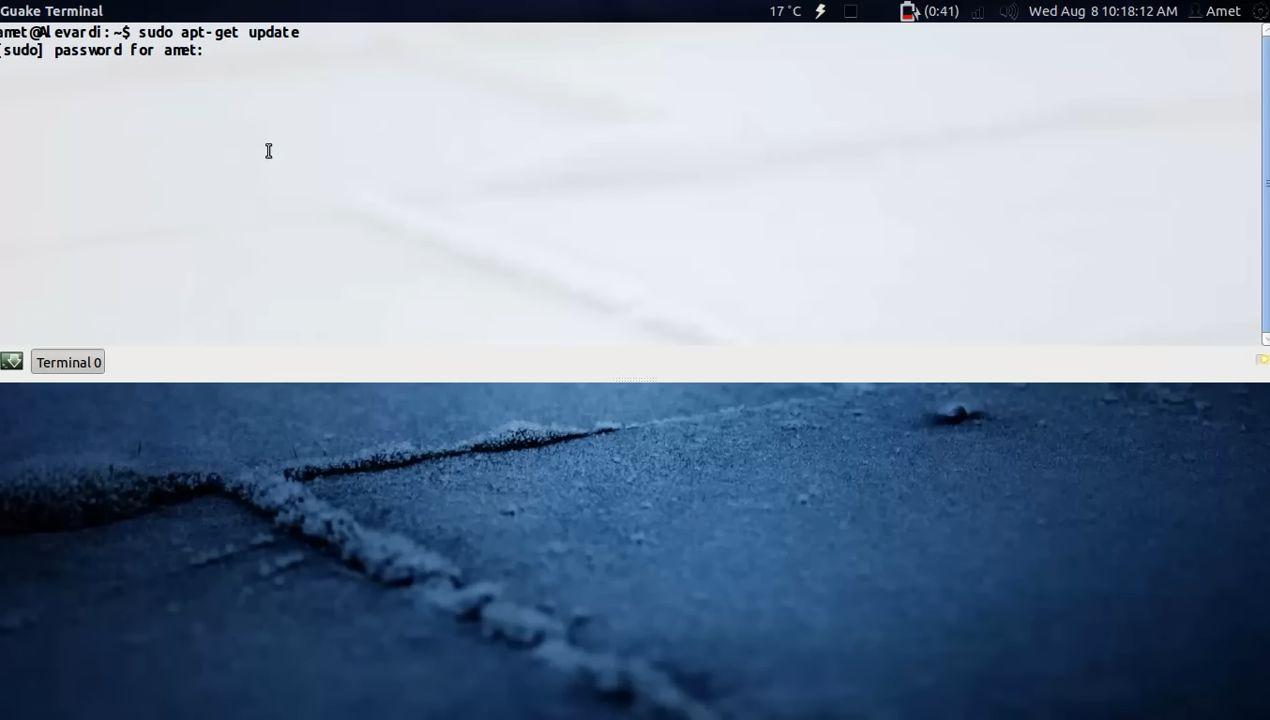 Guake Terminal 17 °C (0:41) Wed Aug 8 10:18:12 AM Amet
amet@Alevardi:~$ sudo apt-get update
[sudo] password for amet:
Terminal 0